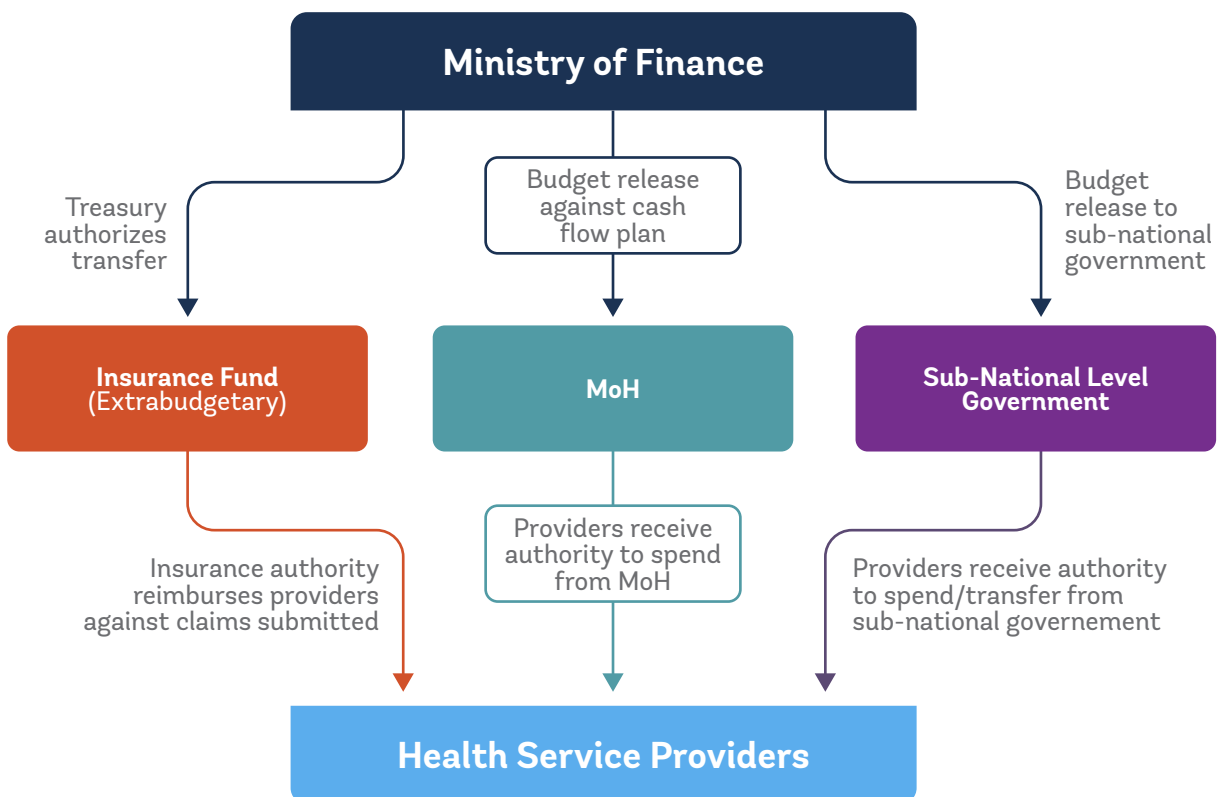 Ministry of Finance
Treasury
authorizes
transfer
Budget release
against cash
flow plan
Budget
release to
sub-national
government
Insurance Fund
(Extrabudgetary)
MoH
Sub-National Level
Government
Insurance authority
reimburses providers
against claims submitted
Providers receive
authority to spend
from MoH
Providers receive authority
to spend/transfer from
sub-national governement
Health Service Providers